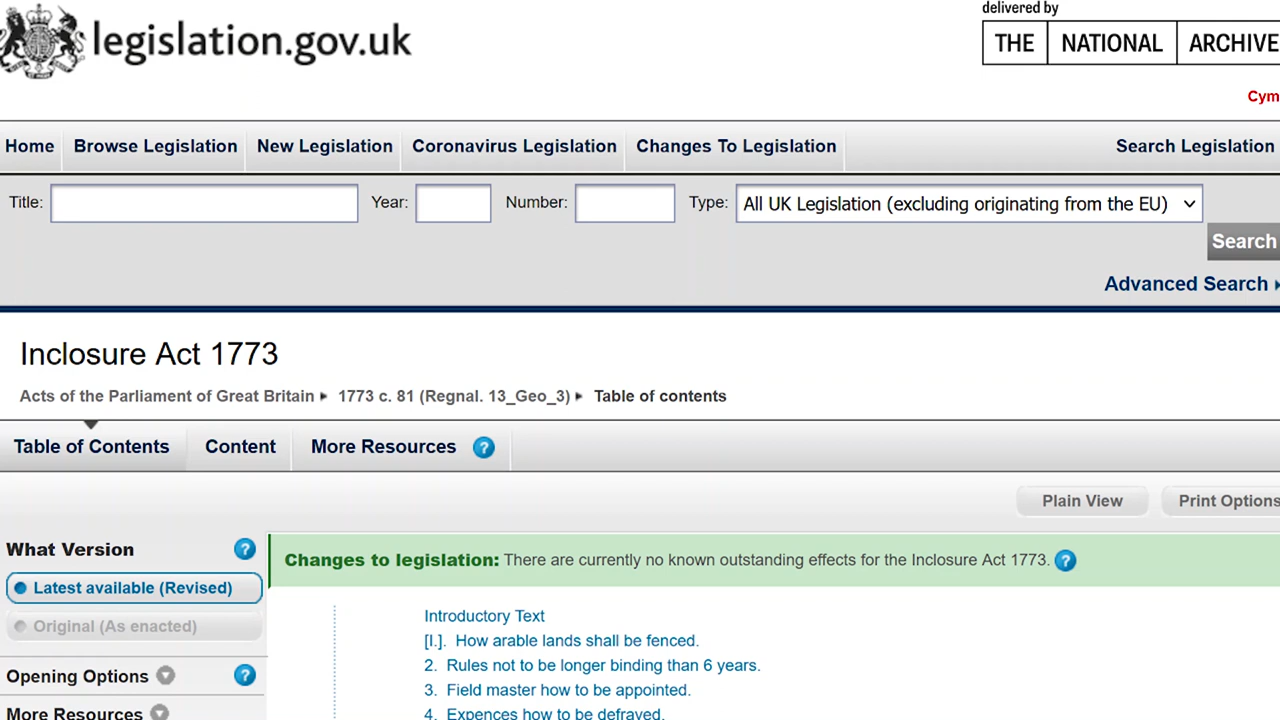 delivered by
legislation.gov.uk
THE NATIONAL ARCHIVE
Cym
Home Browse Legislation New Legislation Coronavirus Legislation Changes To Legislation Search Legislation
Title: Year: Number: Type: All UK Legislation (excluding originating from the EU)
Search
Advanced Search
Inclosure Act 1773
Acts of the Parliament of Great Britain 1773 c. 81 (Regnal. 13_Geo_3) Table of contents
Table of Contents Content More Resources ?
Plain View Print Options
What Version ?
Changes to legislation: There are currently no known outstanding effects for the Inclosure Act 1773. ?
Latest available (Revised)
Original (As enacted)
Introductory Text
[I.]. How arable lands shall be fenced.
2. Rules not to be longer binding than 6 years.
Opening Options ?
3. Field master how to be appointed.
More Resources
4. Expences how to be defrayed.